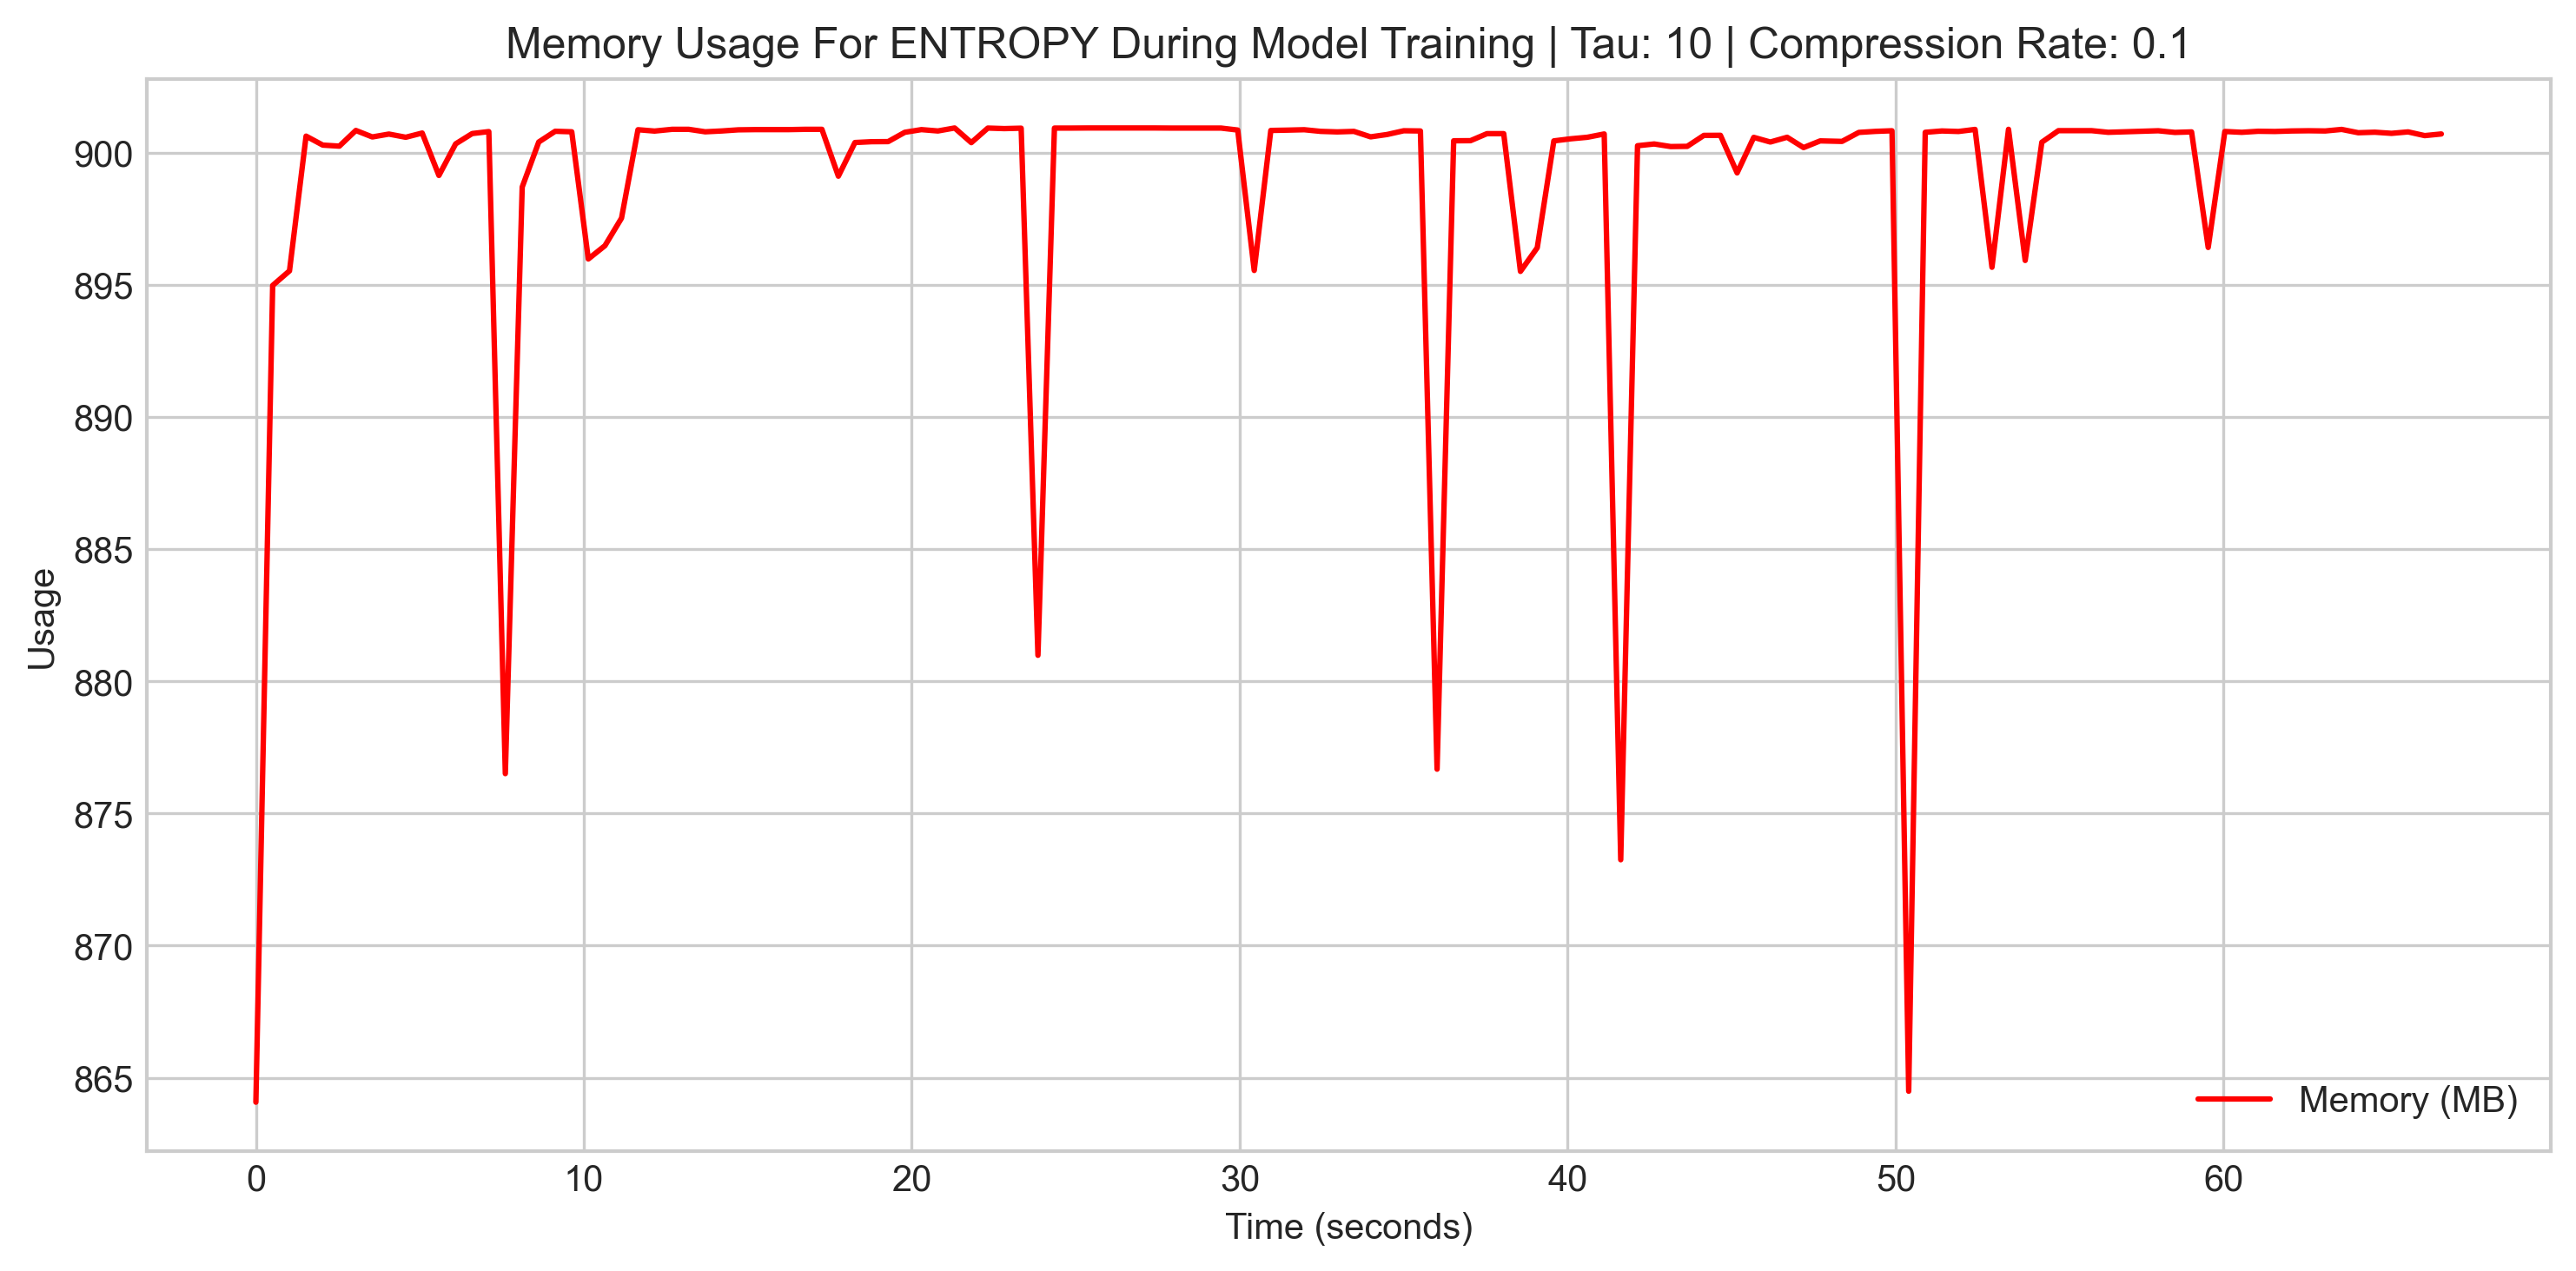 Memory Usage For ENTROPY During Model Training | Tau: 10 | Compression Rate: 0.1
900
895
890
885
880
875
870
865
Usage
Memory (MB)
0 10 20 30 40 50 60
Time (seconds)